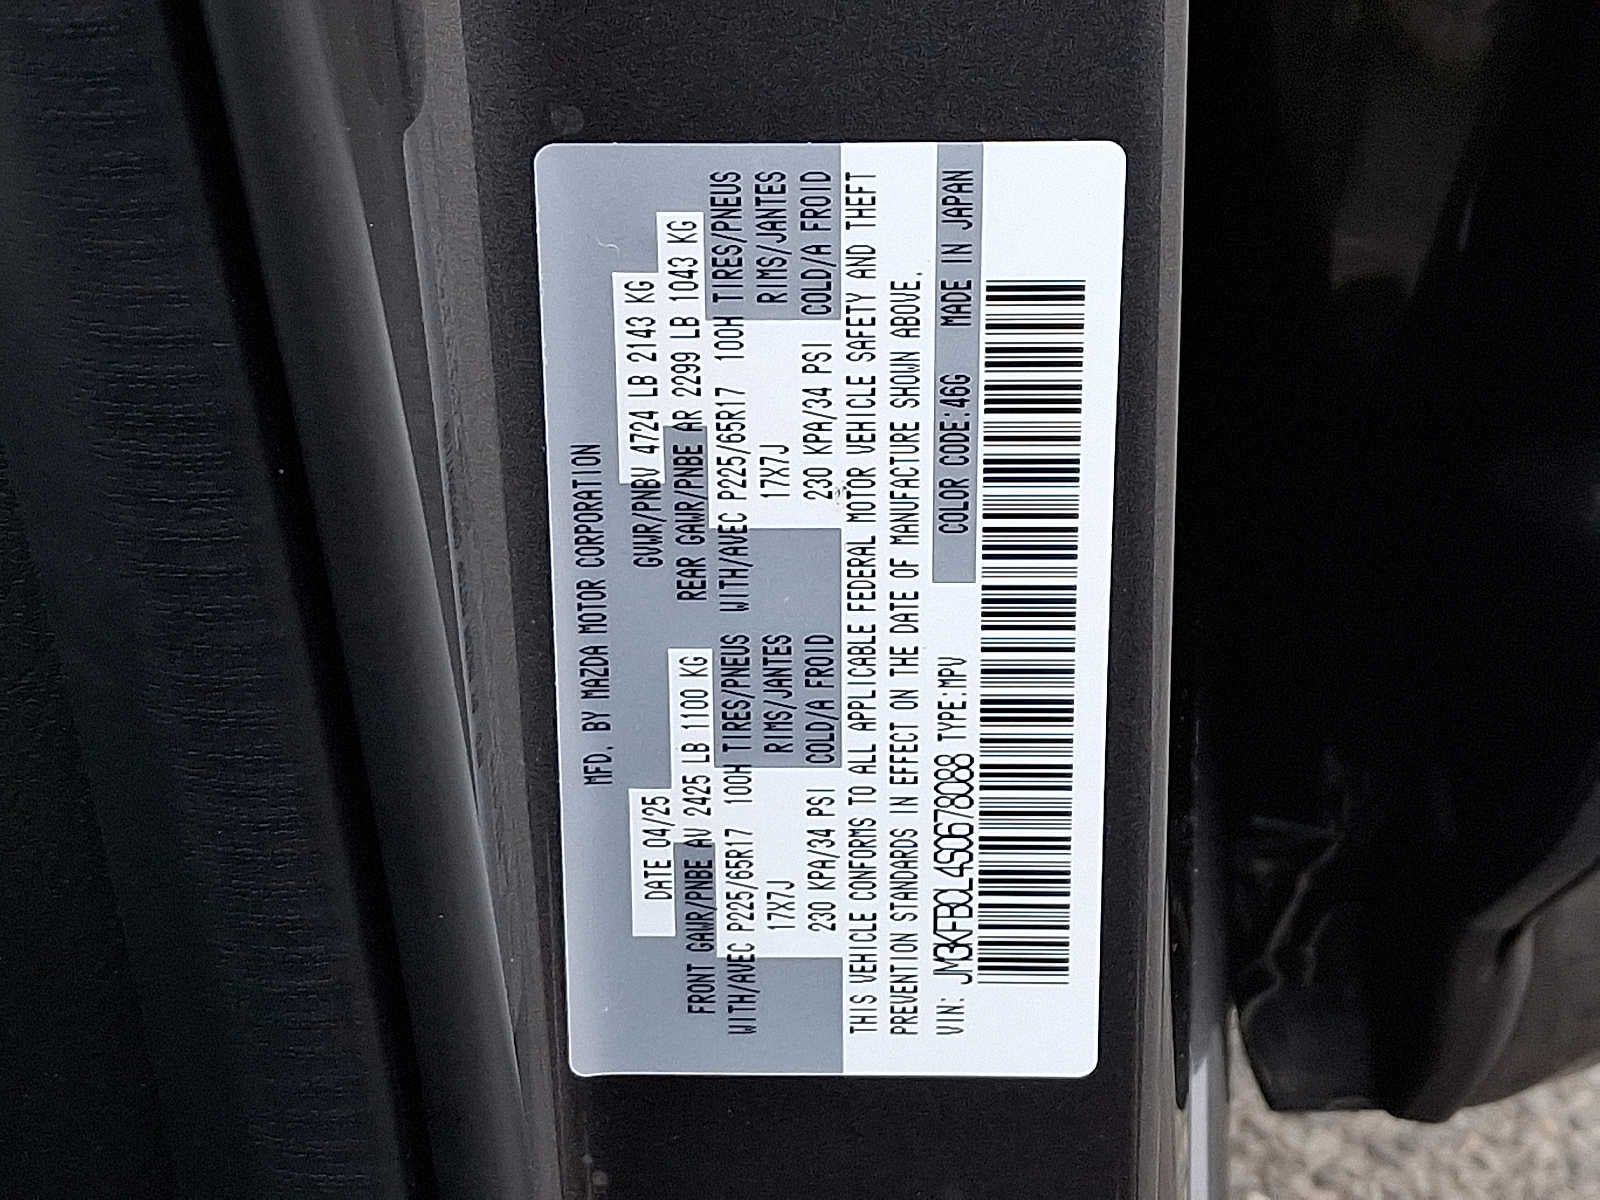 MFD. BY MAZDA MOTOR CORPORATION
DATE 04/25 GVWR/PNBV 4724 LB 2143 KG
FRONT GAWR/PNBE AV 2425 LB 1100 KG REAR GAWR/PNBE AR 2299 LB 1043 KG
WITH/AVEC P225/65R17 100H TIRES/PNEUS WITH/AVEC P225/65R17 100H TIRES/PNEUS
17X7J RIMS/JANTES 17X7J RIMS/JANTES
230 KPA/34 PSI COLD/A FROID 230 KPA/34 PSI COLD/A FROID
THIS VEHICLE CONFORMS TO ALL APPLICABLE FEDERAL MOTOR VEHICLE SAFETY AND THEFT
PREVENTION STANDARDS IN EFFECT ON THE DATE OF MANUFACTURE SHOWN ABOVE.
VIN: JM3KFBCL4S0678088 TYPE:MPV COLOR CODE:46G MADE IN JAPAN